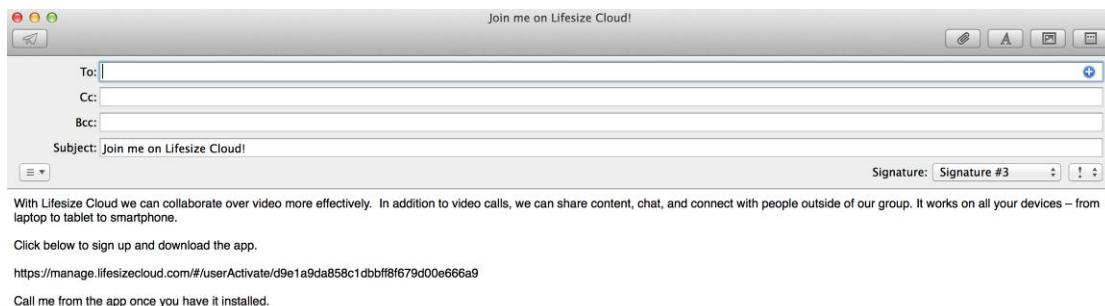 Join me on Lifesize Cloud!
To:
Cc:
Bcc:
Subject: Join me on Lifesize Cloud!
Signature: Signature #3
With Lifesize Cloud we can collaborate over video more effectively.  In addition to video calls, we can share content, chat, and connect with people outside of our group. It works on all your devices – from
laptop to tablet to smartphone.
Click below to sign up and download the app.
https://manage.lifesizecloud.com/#/userActivate/d9e1a9da858c1dbbff8f679d00e666a9
Call me from the app once you have it installed.